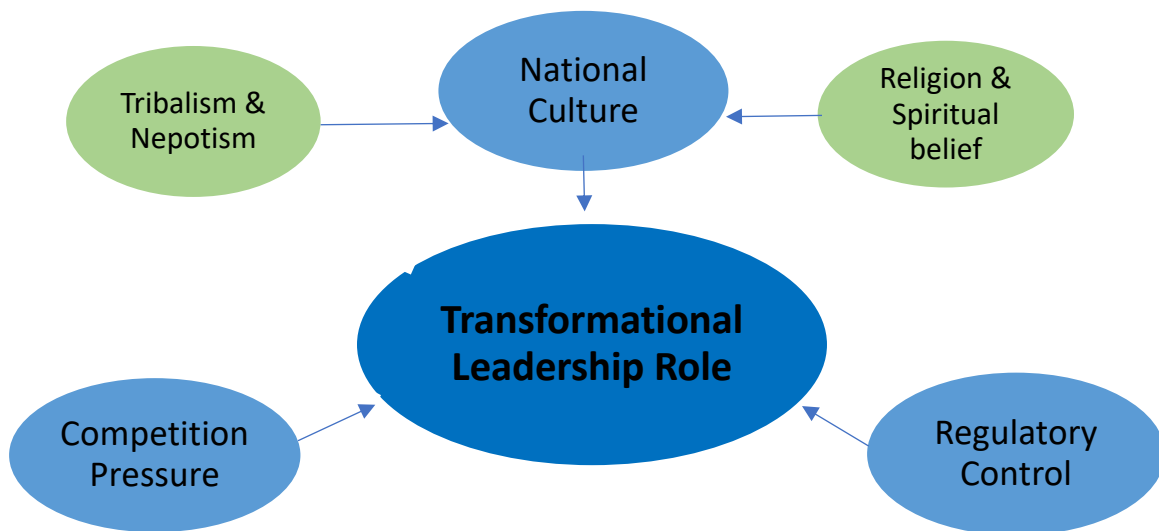 National
Culture
Tribalism &
Nepotism
Religion &
Spiritual
belief
Transformational
Leadership Role
Competition
Pressure
Regulatory
Control